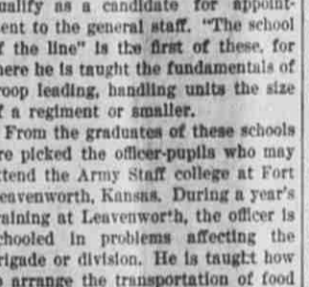 ualify as a candidate for appoint-
ent to the general staff. "The school
f the line" is the first of these, for
here he is taught the fundamentals of
roop leading, handling units the size
f a regiment or smaller.
From the graduates of these schools
re picked the officer-pupils who may
ttend the Army Staff college at Fort
eavenworth, Kansas. During a year's
raining at Leavenworth, the officer is
chooled in problems affecting the
rigade or division. He is taught how
o arrange the transportation of food